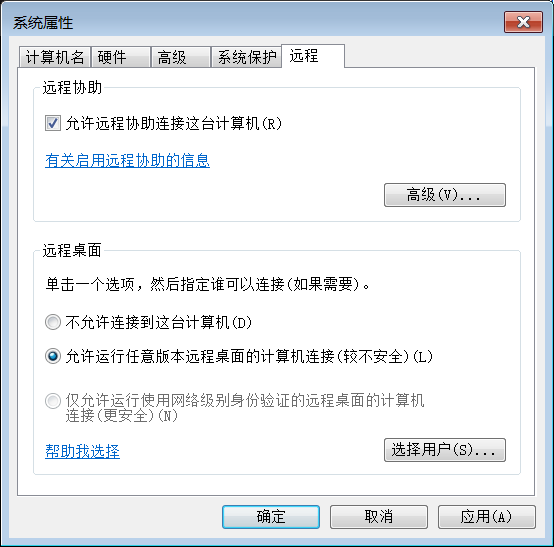 系统属性
计算机名 硬件 高级 系统保护 远程
远程协助
允许远程协助连接这台计算机(R)
有关启用远程协助的信息
高级(V)...
远程桌面
单击一个选项，然后指定谁可以连接(如果需要)。
不允许连接到这台计算机(D)
允许运行任意版本远程桌面的计算机连接(较不安全)(L)
仅允许运行使用网络级别身份验证的远程桌面的计算机
连接(更安全)(N)
帮助我选择
选择用户(S)...
确定 取消 应用(A)